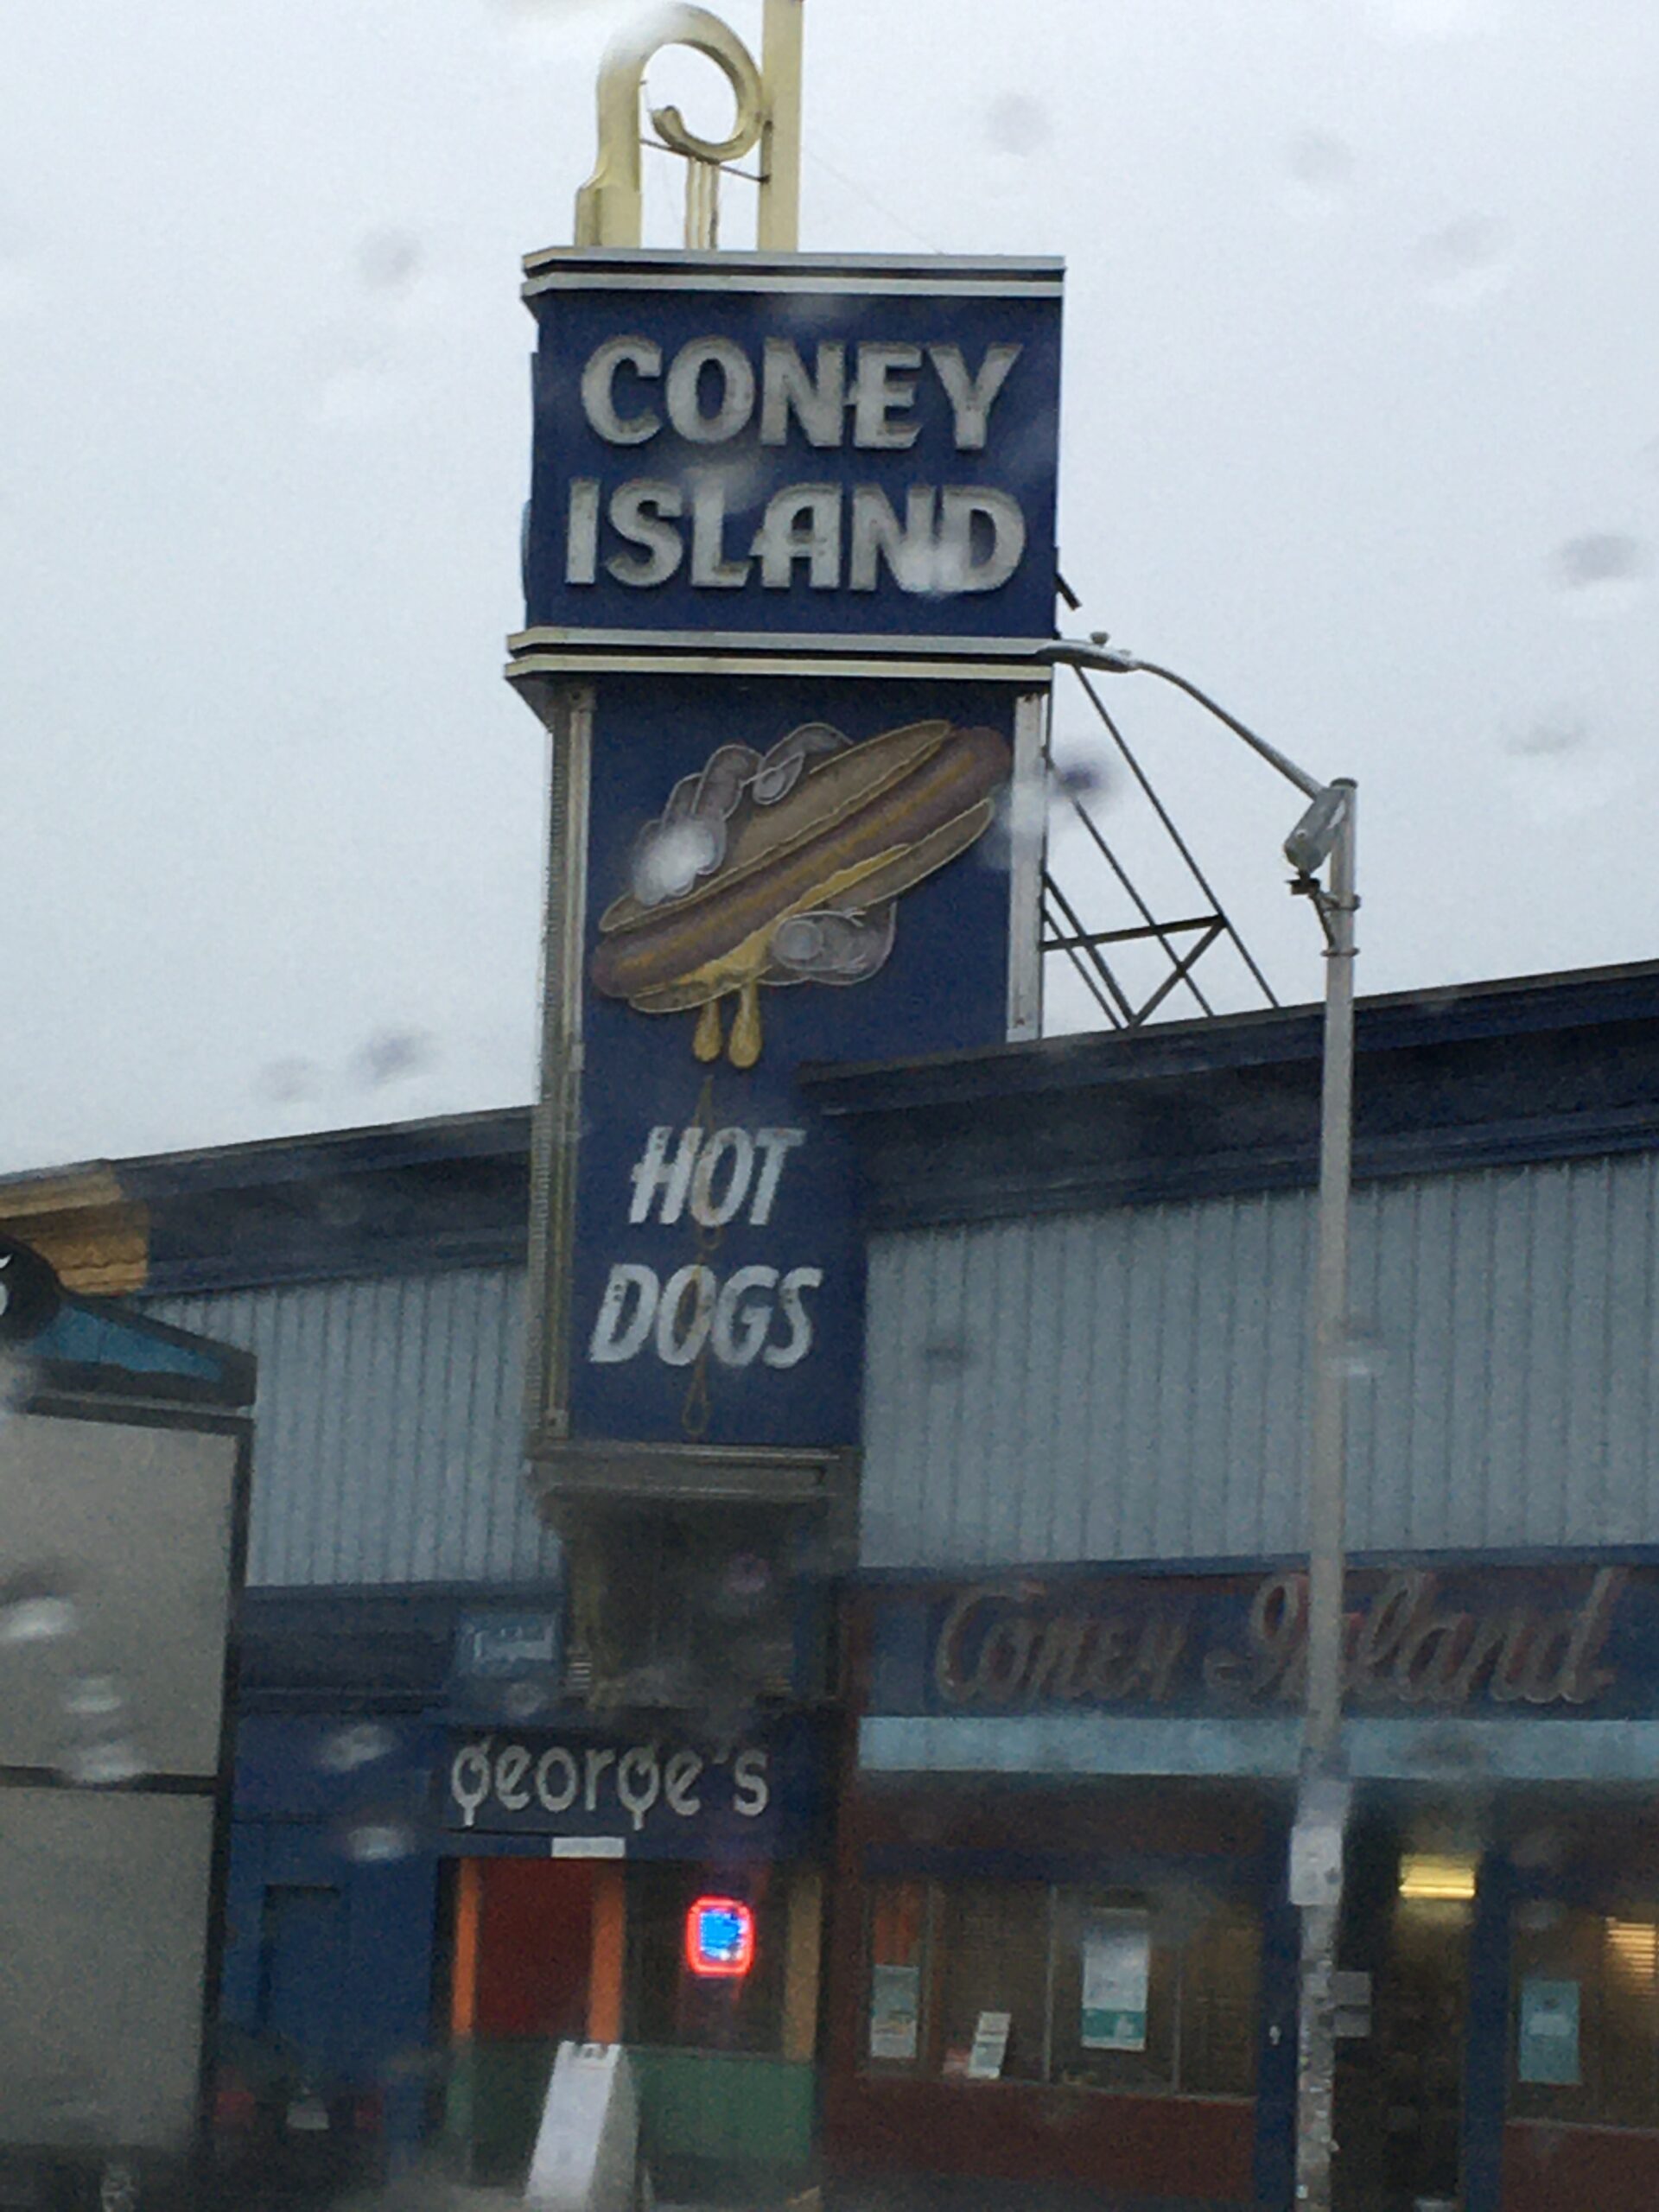 CONEY
ISLAND
HOT
DOGS
Coney Island
george's